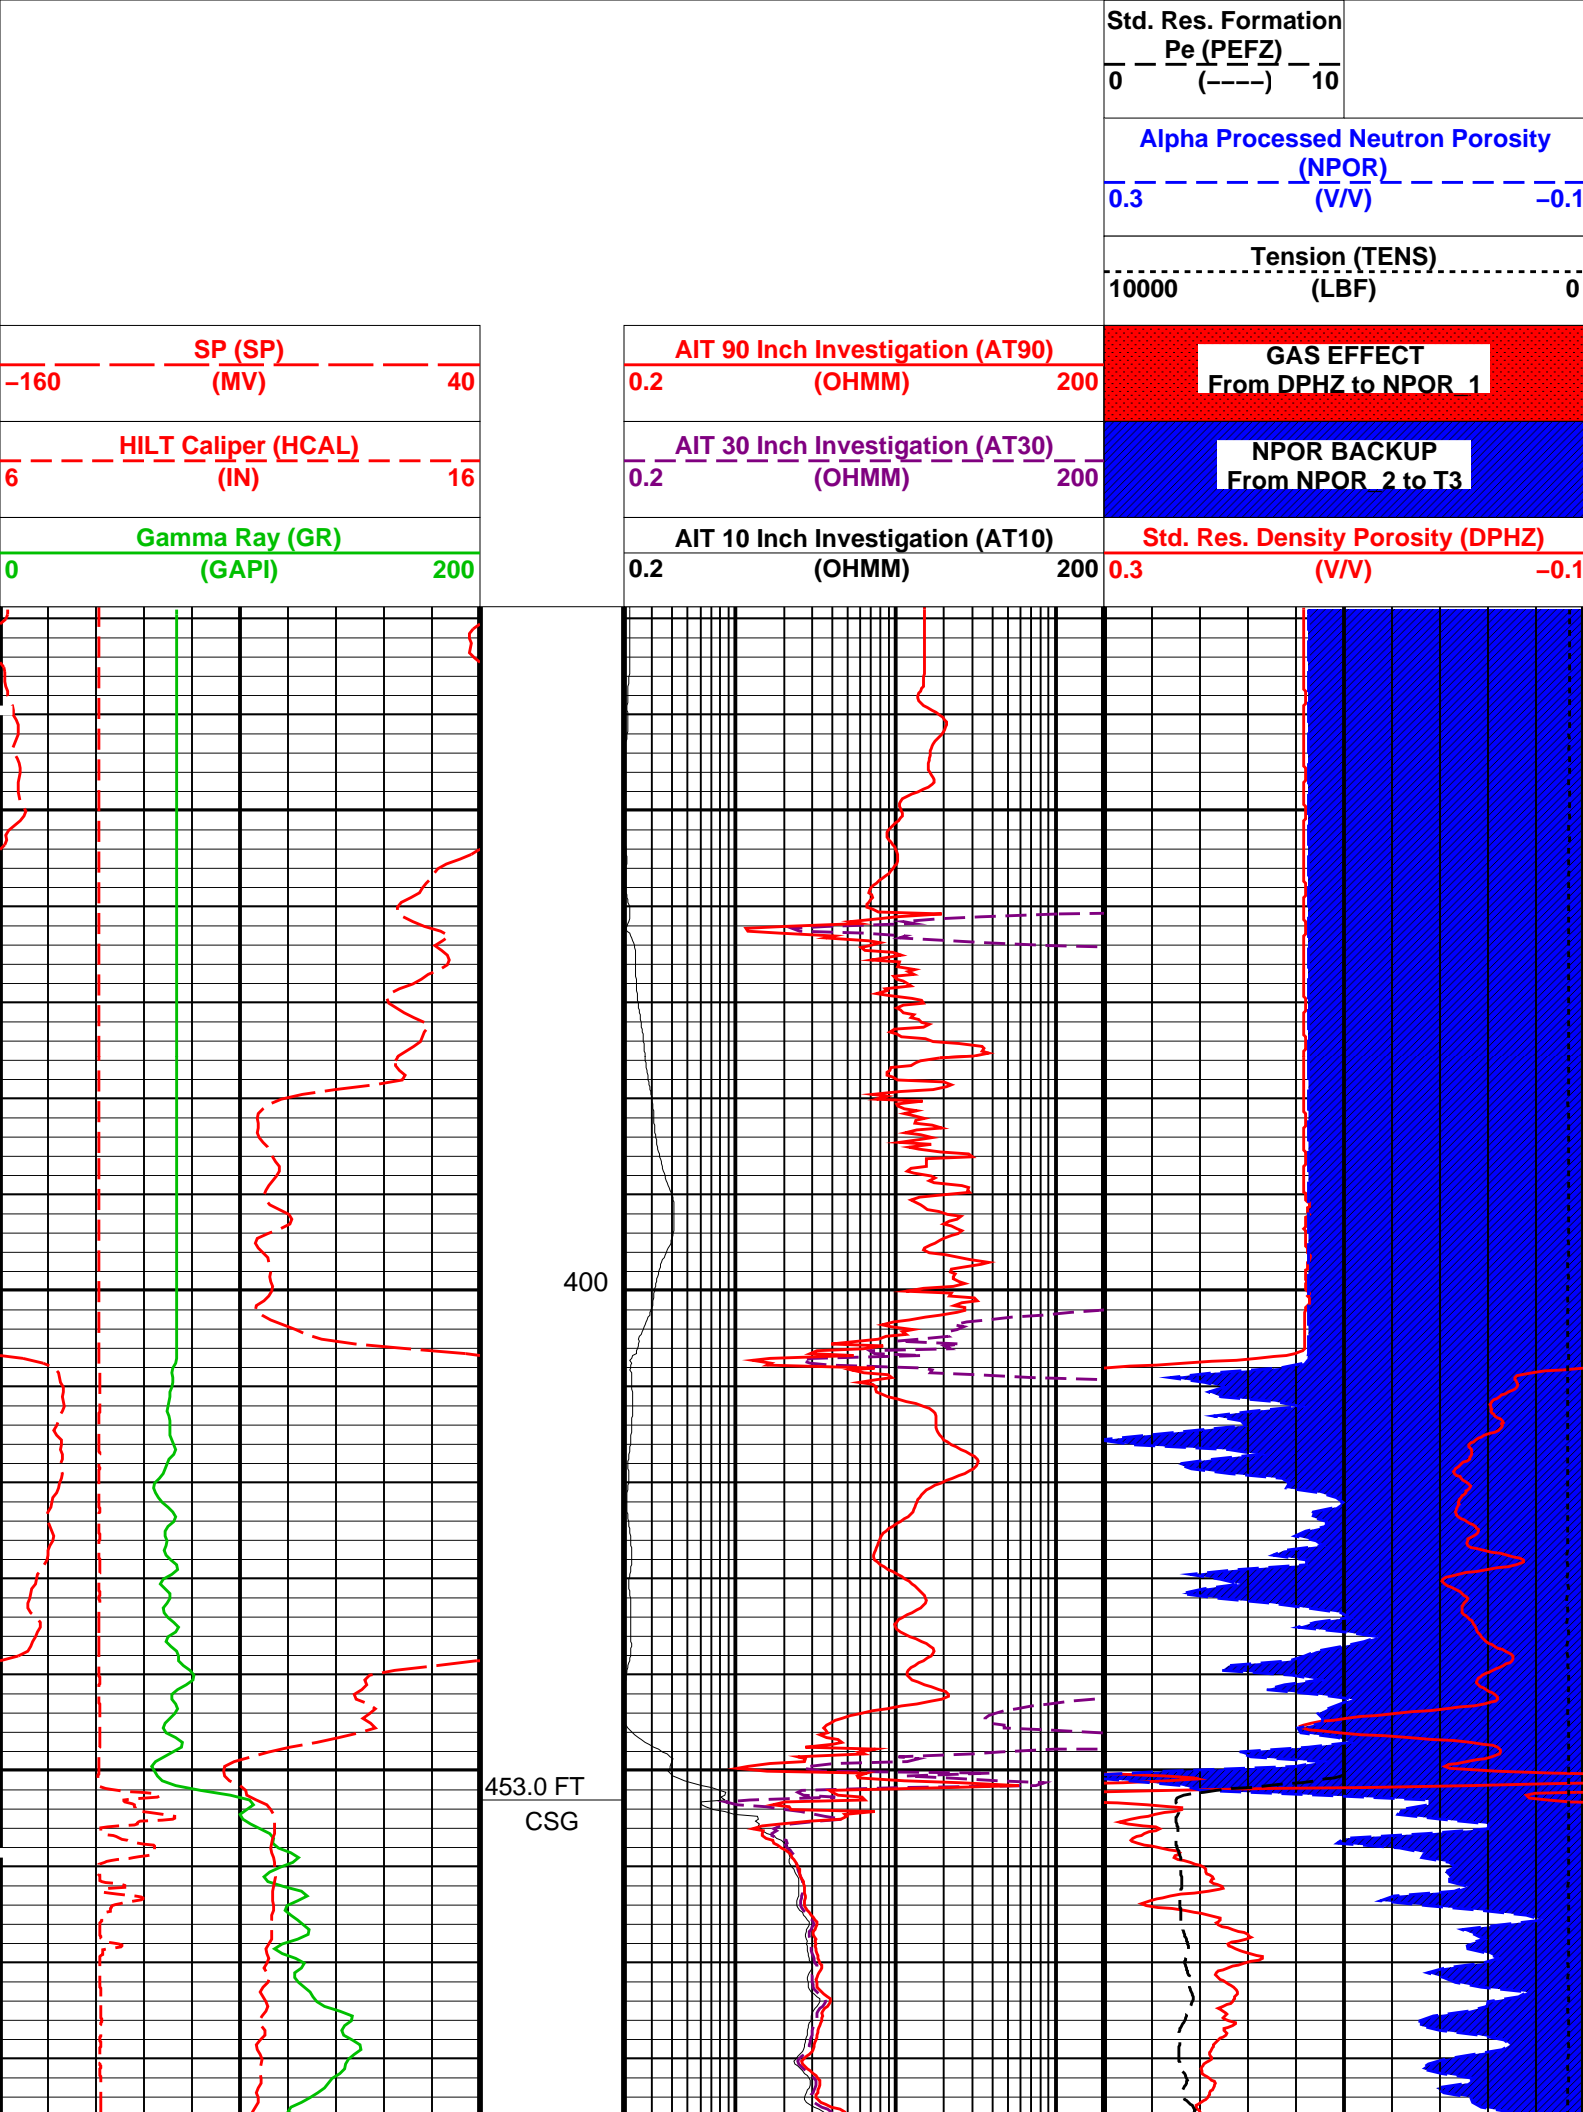 Std. Res. Formation
Pe (PEFZ)
0 (----) 10
Alpha Processed Neutron Porosity
(NPOR)
0.3 (V/V) -0.1
Tension (TENS)
10000 (LBF) 0
SP (SP)
-160 (MV) 40
AIT 90 Inch Investigation (AT90)
0.2 (OHMM) 200
GAS EFFECT
From DPHZ to NPOR_1
HILT Caliper (HCAL)
6 (IN) 16
AIT 30 Inch Investigation (AT30)
0.2 (OHMM) 200
NPOR BACKUP
From NPOR_2 to T3
Gamma Ray (GR)
0 (GAPI) 200
AIT 10 Inch Investigation (AT10)
0.2 (OHMM) 200
Std. Res. Density Porosity (DPHZ)
0.3 (V/V) -0.1
400
453.0 FT
CSG